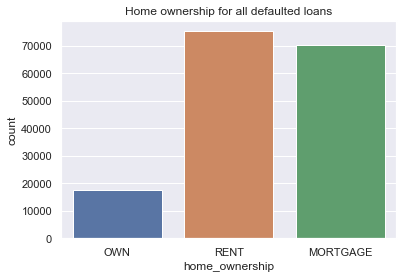 Home ownership for all defaulted loans
count
70000
60000
50000
40000
30000
20000
10000
0
OWN RENT MORTGAGE
home_ownership